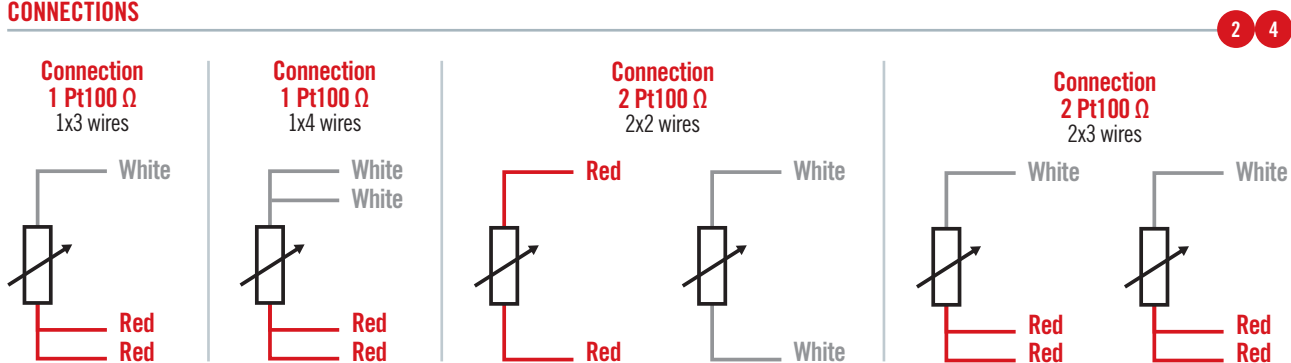 CONNECTIONS
2 4
Connection
1 Pt100 Ω
1x3 wires
White
Red
Red
Connection
1 Pt100 Ω
1x4 wires
White
White
Red
Red
Connection
2 Pt100 Ω
2x2 wires
Red
Red
White
White
Connection
2 Pt100 Ω
2x3 wires
White
Red
Red
White
Red
Red